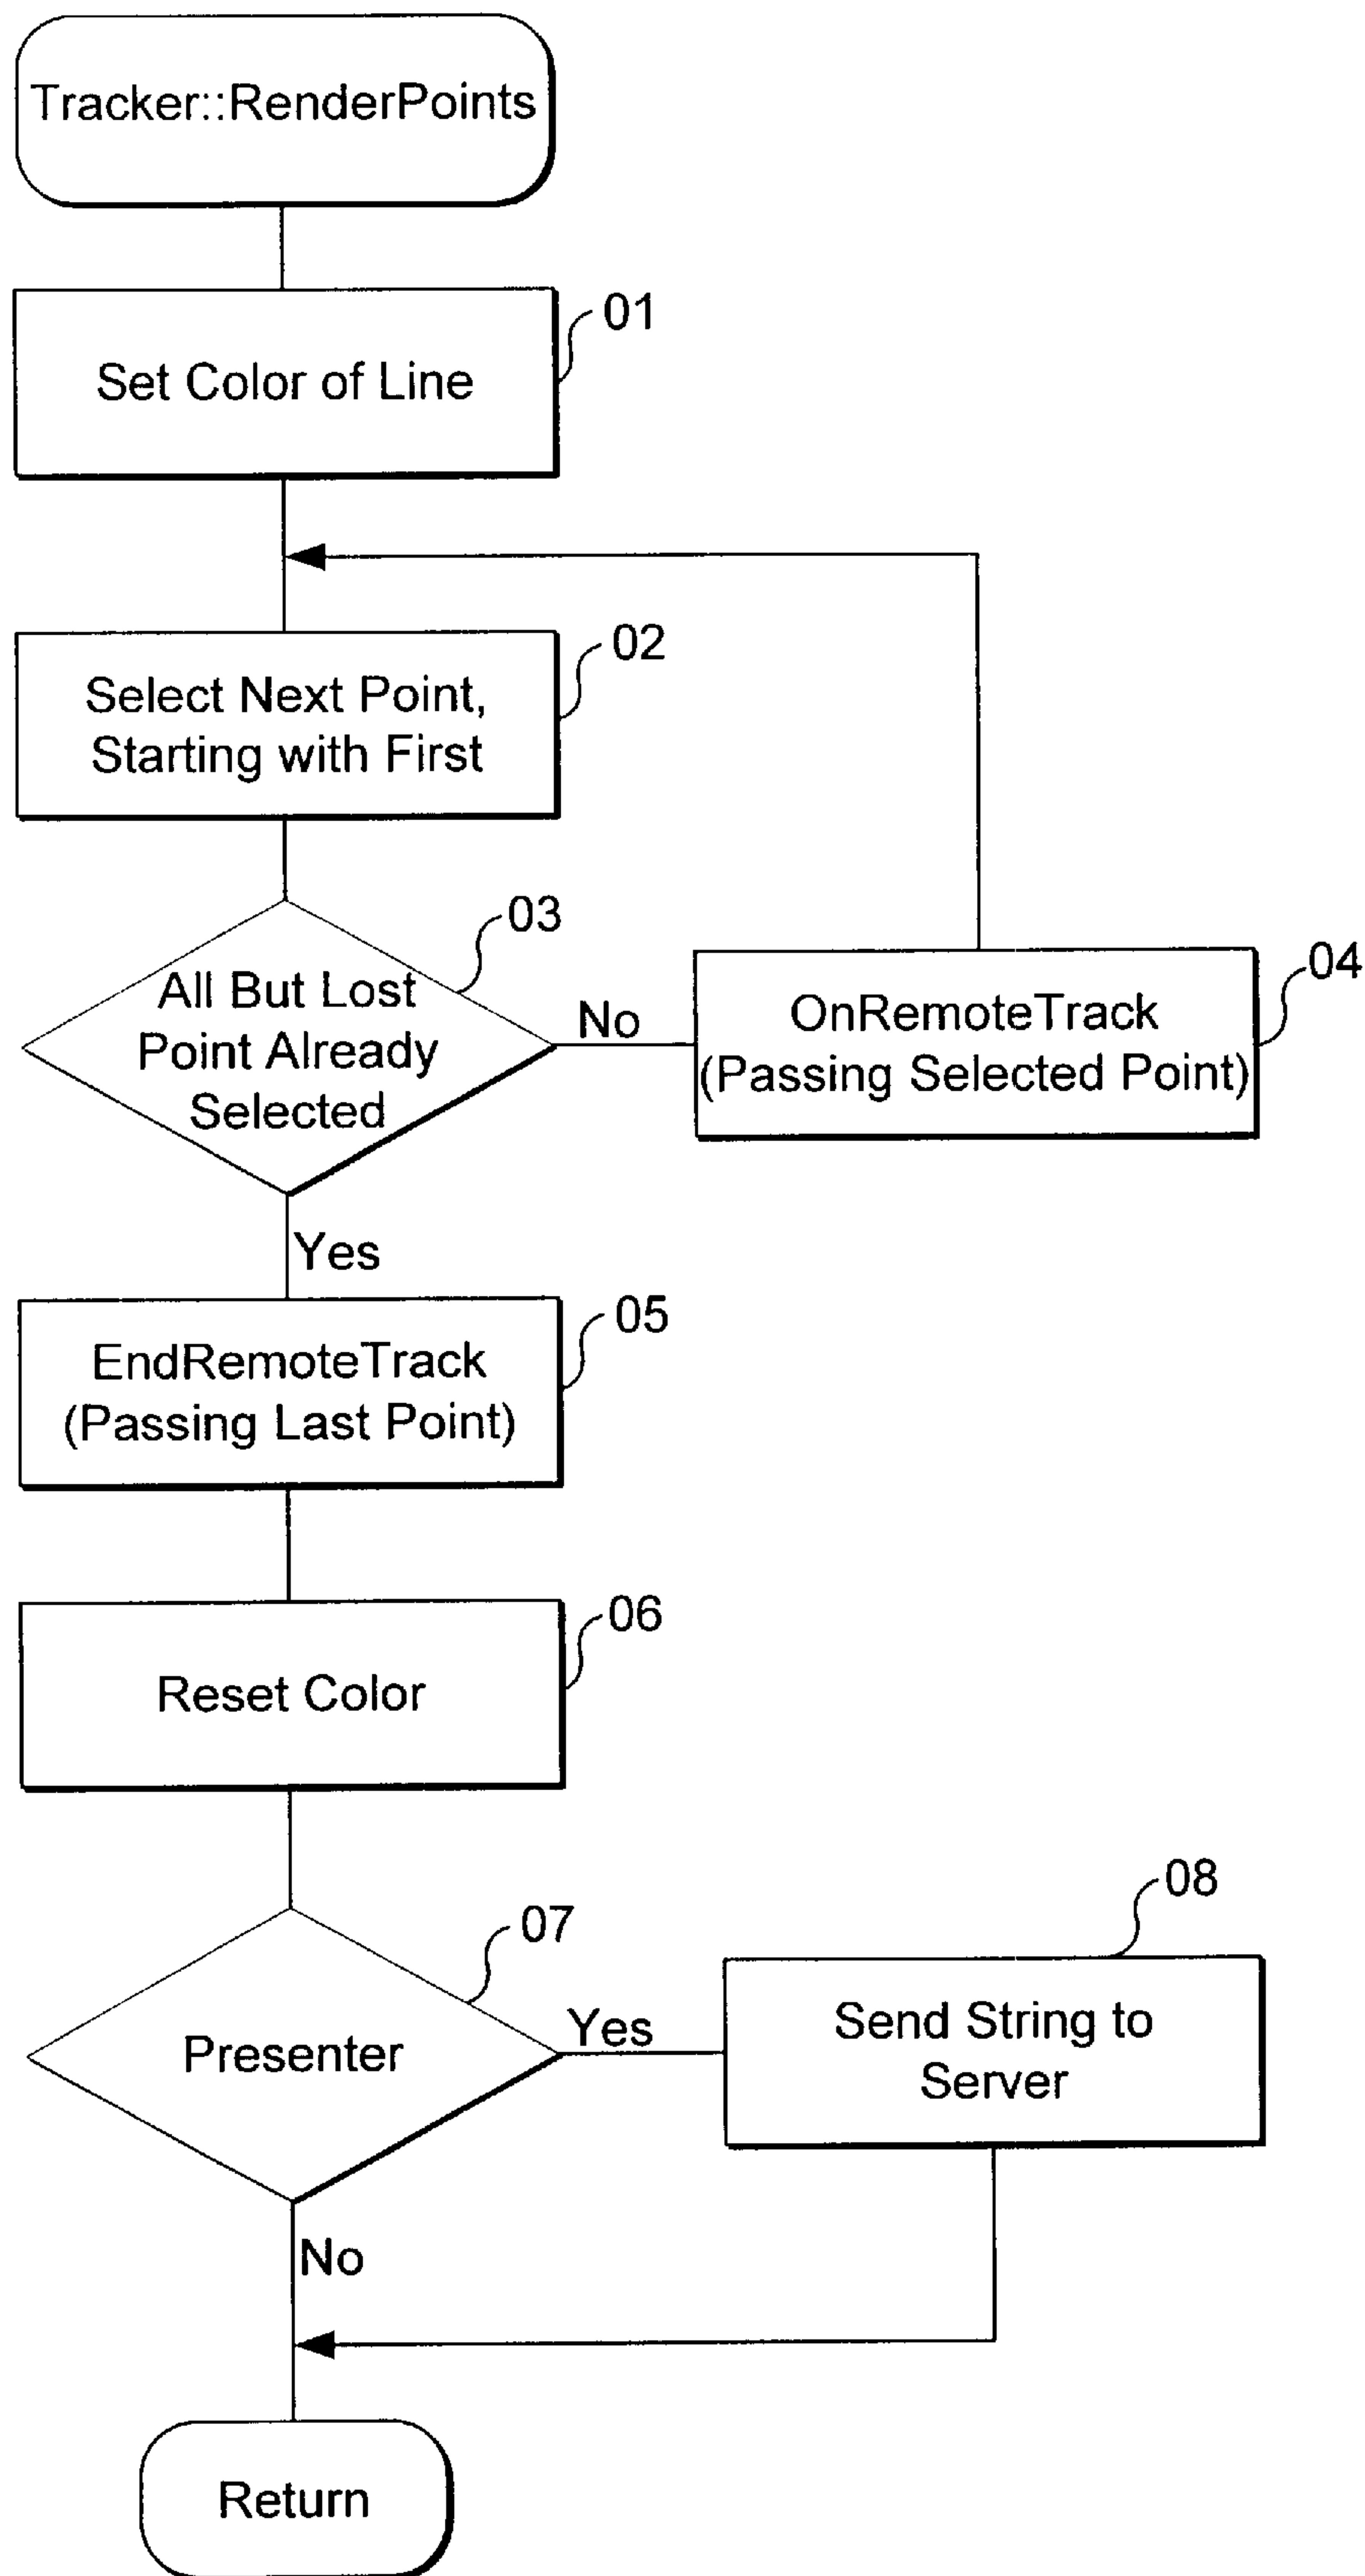 Tracker::RenderPoints
01
Set Color of Line
02
Select Next Point,
Starting with First
03
All But Lost
Point Already
Selected
No
04
OnRemoteTrack
(Passing Selected Point)
Yes
05
EndRemoteTrack
(Passing Last Point)
06
Reset Color
07
Presenter
Yes
08
Send String to
Server
No
Return